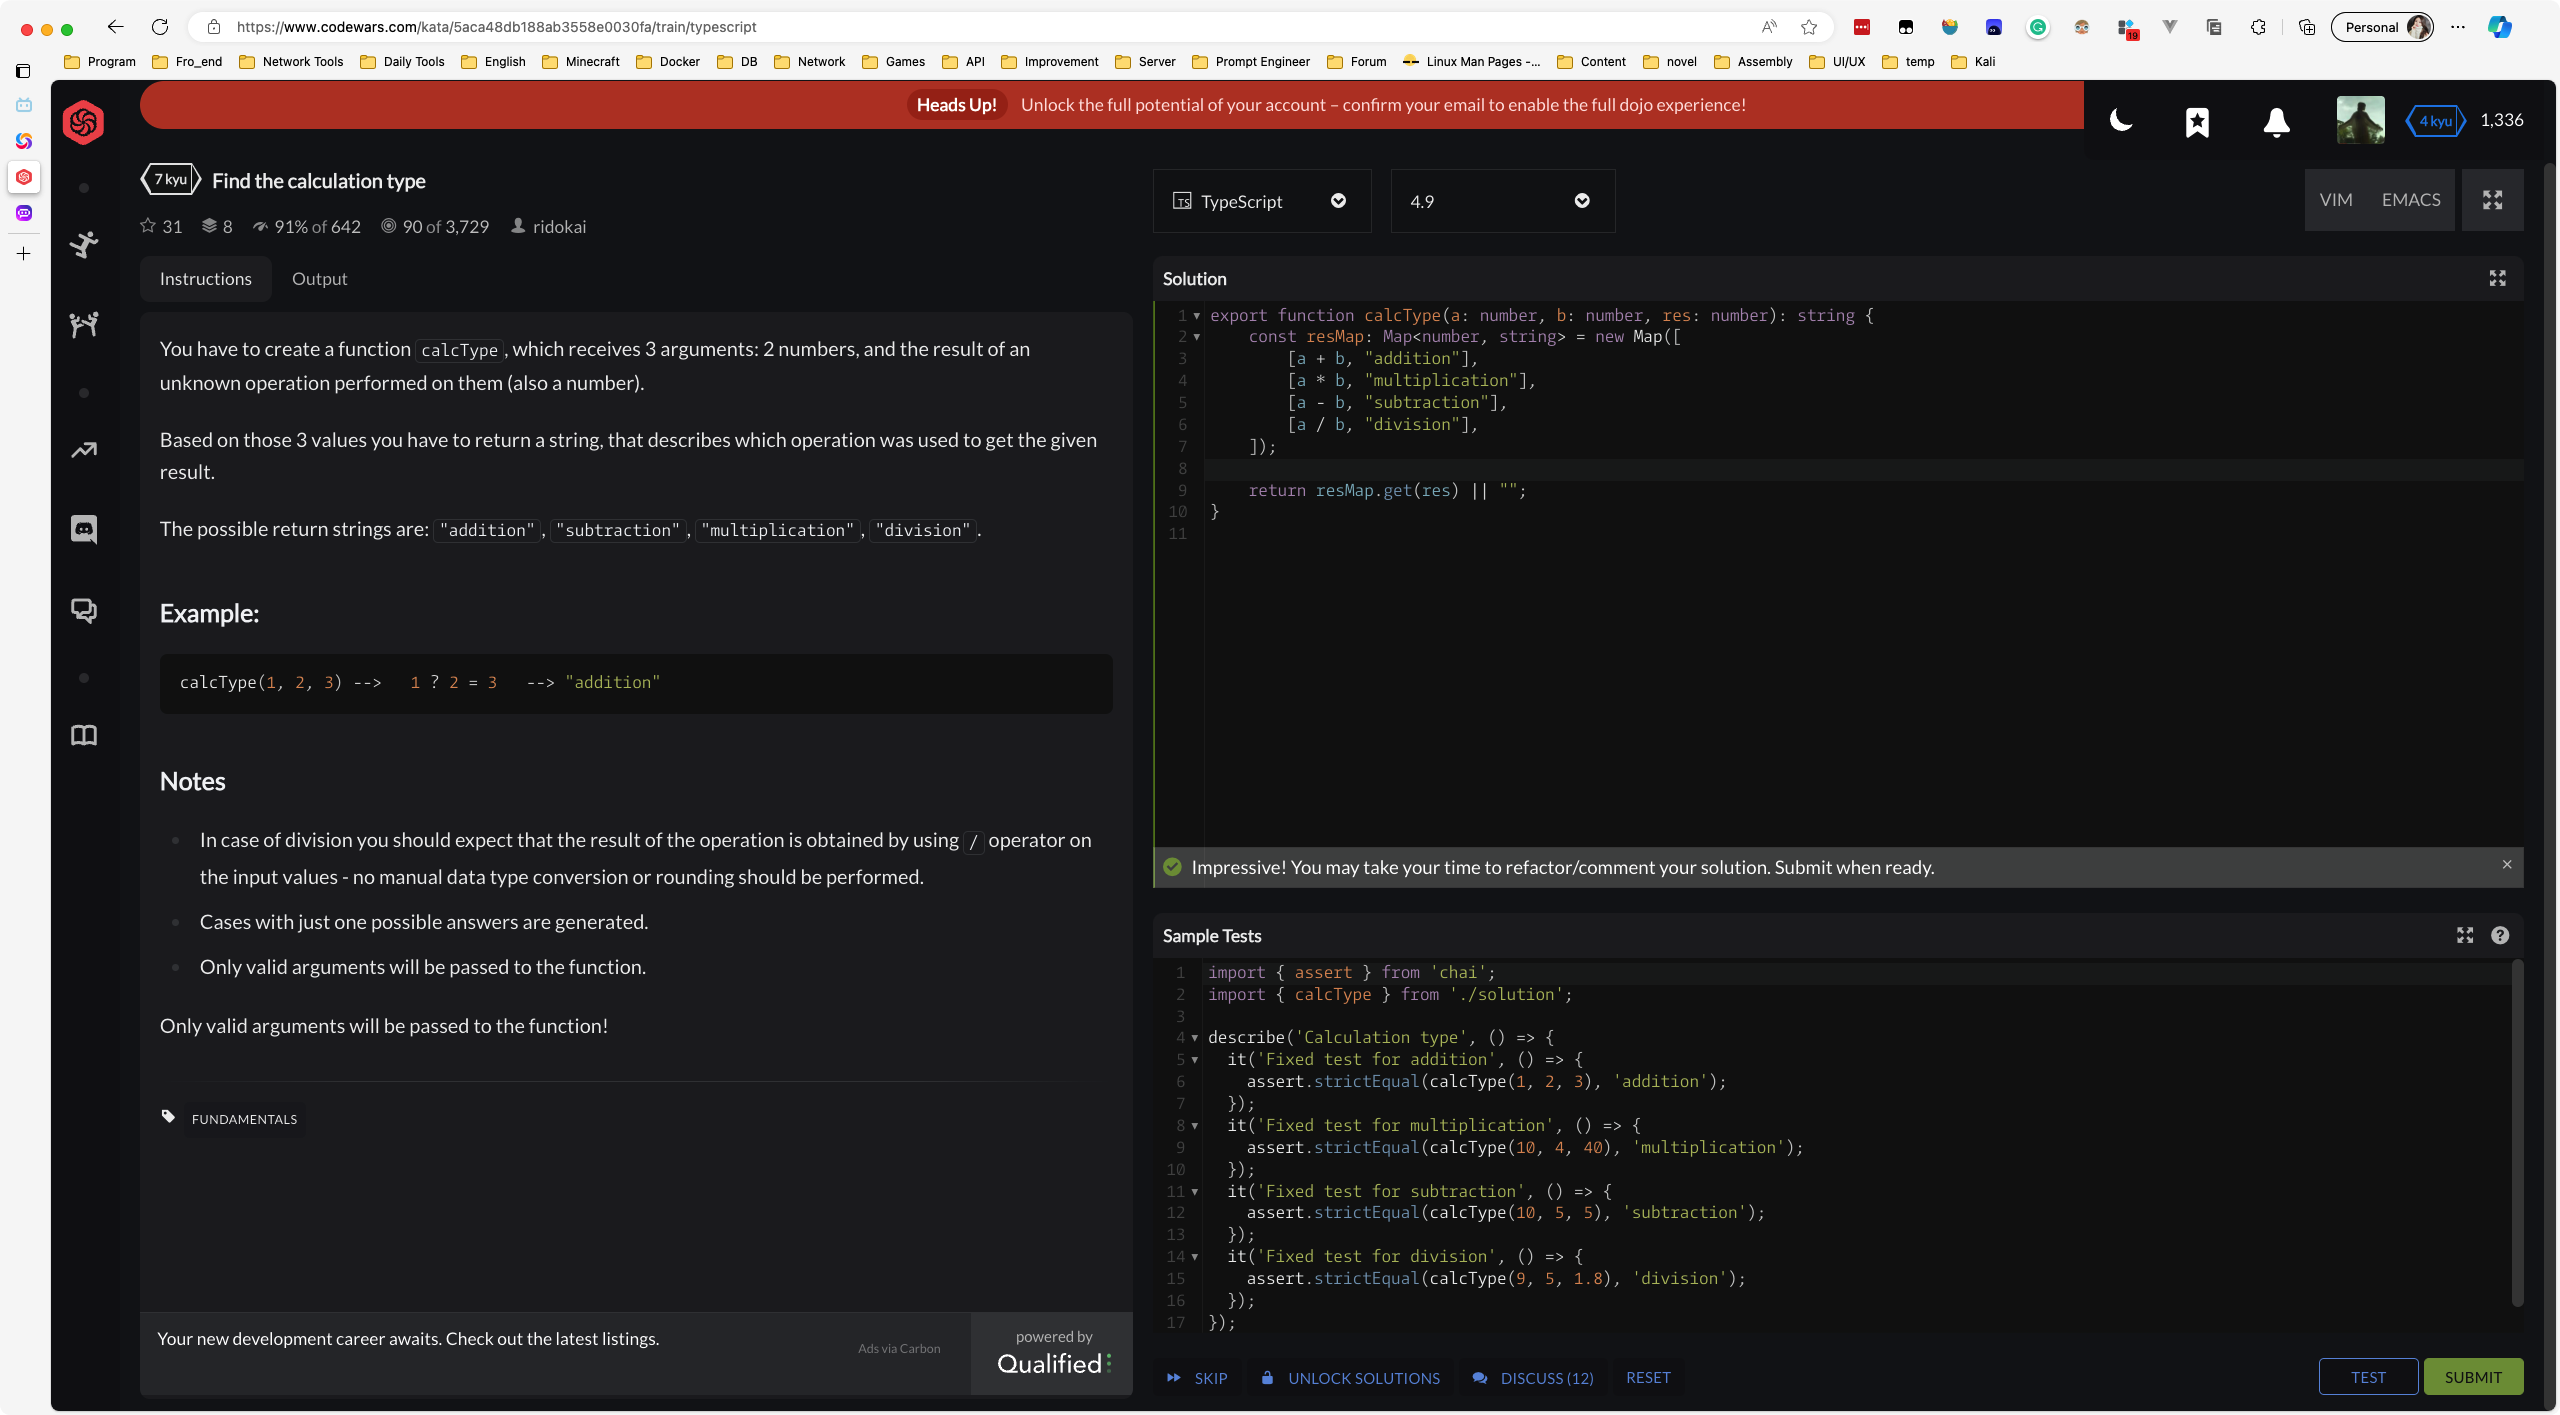 https://www.codewars.com/kata/5aca48db188ab3558e0030fa/train/typescript
Personal
19
Program Fro_end Network Tools Daily Tools English Minecraft Docker DB Network Games API Improvement Server Prompt Engineer Forum Linux Man Pages -... Content novel Assembly UI/UX temp Kali
Heads Up! Unlock the full potential of your account – confirm your email to enable the full dojo experience!
4 kyu 1,336
7 kyu Find the calculation type
31 8 91% of 642 90 of 3,729 ridokai
TS TypeScript
4.9
VIM EMACS
Instructions Output
You have to create a function calcType, which receives 3 arguments: 2 numbers, and the result of an
unknown operation performed on them (also a number).
Based on those 3 values you have to return a string, that describes which operation was used to get the given
result.
The possible return strings are: "addition", "subtraction", "multiplication", "division".
Example:
calcType(1, 2, 3) -->   1 ? 2 = 3   --> "addition"
Notes
In case of division you should expect that the result of the operation is obtained by using / operator on
the input values - no manual data type conversion or rounding should be performed.
Cases with just one possible answers are generated.
Only valid arguments will be passed to the function.
Only valid arguments will be passed to the function!
FUNDAMENTALS
Your new development career awaits. Check out the latest listings.
Ads via Carbon
powered by
Qualified
Solution
1 export function calcType(a: number, b: number, res: number): string {
2     const resMap: Map<number, string> = new Map([
3         [a + b, "addition"],
4         [a * b, "multiplication"],
5         [a - b, "subtraction"],
6         [a / b, "division"],
7     ]);
8
9     return resMap.get(res) || "";
10 }
11
Impressive! You may take your time to refactor/comment your solution. Submit when ready.
Sample Tests
1 import { assert } from 'chai';
2 import { calcType } from './solution';
3
4 describe('Calculation type', () => {
5   it('Fixed test for addition', () => {
6     assert.strictEqual(calcType(1, 2, 3), 'addition');
7   });
8   it('Fixed test for multiplication', () => {
9     assert.strictEqual(calcType(10, 4, 40), 'multiplication');
10   });
11   it('Fixed test for subtraction', () => {
12     assert.strictEqual(calcType(10, 5, 5), 'subtraction');
13   });
14   it('Fixed test for division', () => {
15     assert.strictEqual(calcType(9, 5, 1.8), 'division');
16   });
17 });
SKIP UNLOCK SOLUTIONS DISCUSS (12) RESET
TEST SUBMIT